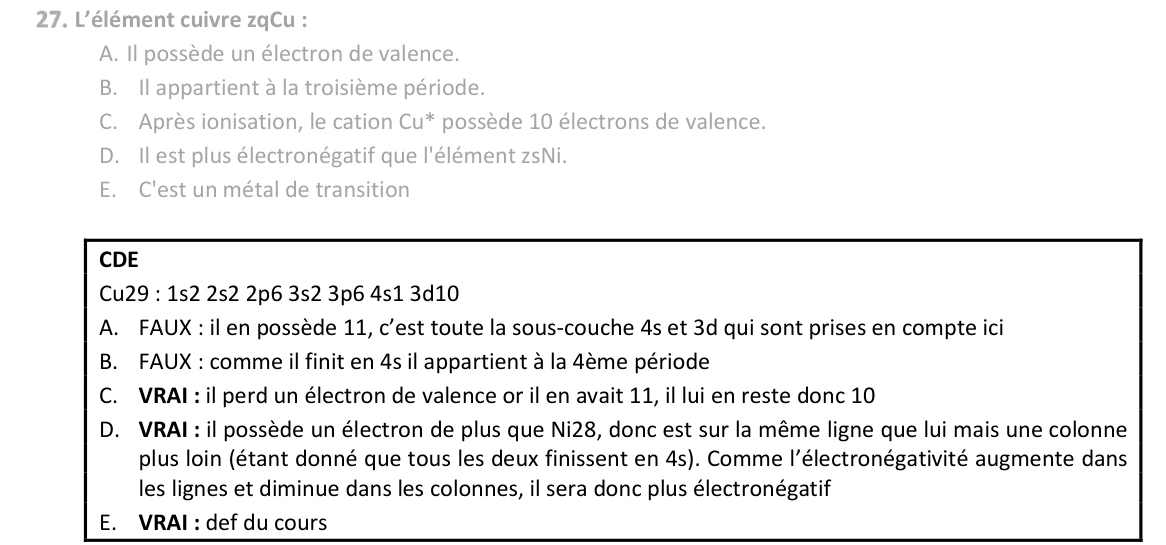 27. L’élément cuivre zqCu :
A. Il possède un électron de valence.
B. Il appartient à la troisième période.
C. Après ionisation, le cation Cu* possède 10 électrons de valence.
D. Il est plus électronégatif que l'élément zsNi.
E. C'est un métal de transition
CDE
Cu29 : 1s2 2s2 2p6 3s2 3p6 4s1 3d10
A. FAUX : il en possède 11, c’est toute la sous-couche 4s et 3d qui sont prises en compte ici
B. FAUX : comme il finit en 4s il appartient à la 4ème période
C. VRAI : il perd un électron de valence or il en avait 11, il lui en reste donc 10
D. VRAI : il possède un électron de plus que Ni28, donc est sur la même ligne que lui mais une colonne
plus loin (étant donné que tous les deux finissent en 4s). Comme l’électronégativité augmente dans
les lignes et diminue dans les colonnes, il sera donc plus électronégatif
E. VRAI : def du cours